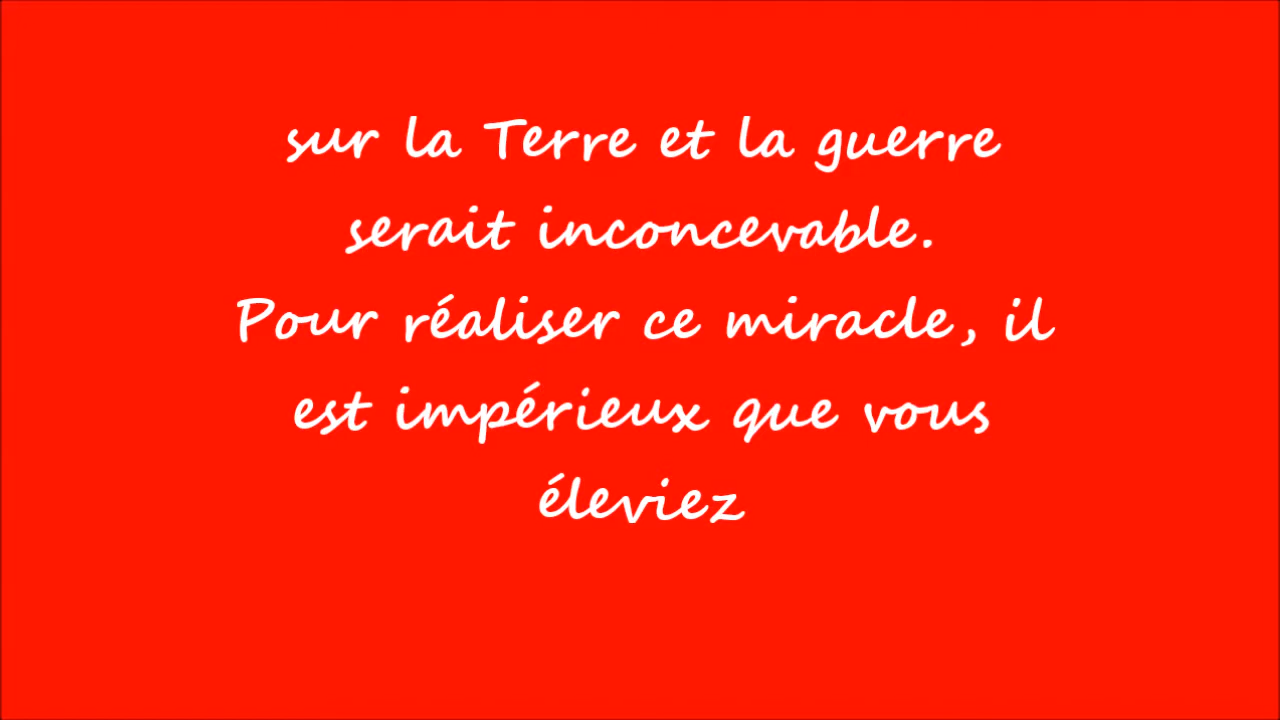 sur la Terre et la guerre
serait inconcevable.
Pour réaliser ce miracle, il
est impérieux que vous
éleviez